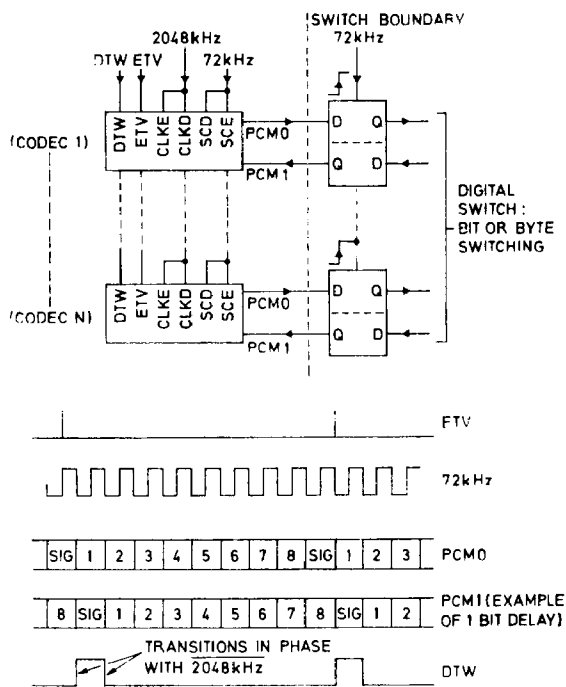 SWITCH BOUNDARY
2048kHz
72kHz
DTW ETV
72kHz
(CODEC 1)
DTW
ETV
CLKE
CLKD
SCD
SCE
PCM0
PCM1
D Q
Q D
DIGITAL
SWITCH :
BIT OR BYTE
SWITCHING
(CODEC N)
DTW
ETV
CLKE
CLKD
SCD
SCE
PCM0
PCM1
D Q
Q D
ETV
72kHz
SIG 1 2 3 4 5 6 7 8 SIG 1 2 3 PCM0
8 SIG 1 2 3 4 5 6 7 8 SIG 1 2 PCM1(EXAMPLE
OF 1 BIT DELAY)
TRANSITIONS IN PHASE
WITH 2048kHz
DTW